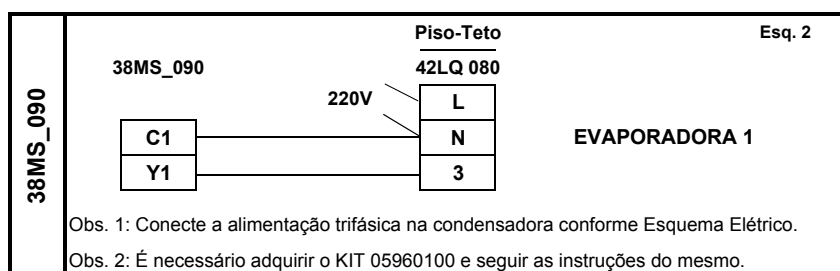 Piso-Teto Esq. 2
38MS_090 42LQ 080
38MS_090
220V L
C1 N EVAPORADORA 1
Y1 3
Obs. 1: Conecte a alimentação trifásica na condensadora conforme Esquema Elétrico.
Obs. 2: É necessário adquirir o KIT 05960100 e seguir as instruções do mesmo.